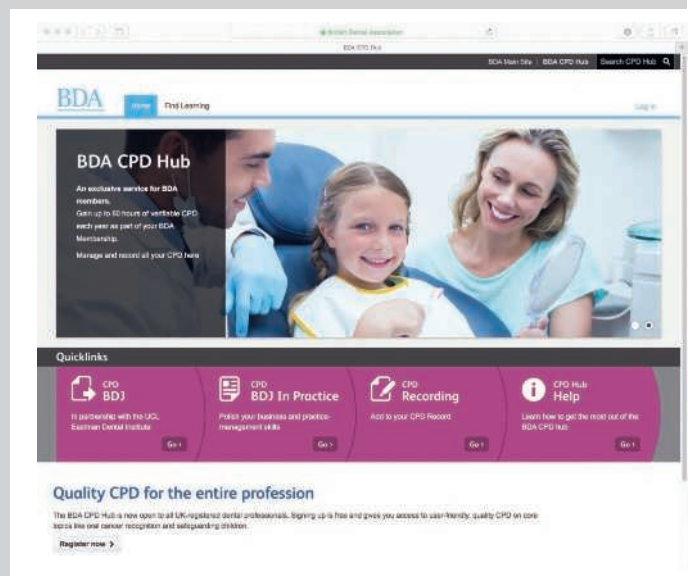 British Dental Association
BDA CPD Hub
BDA Main Site | BDA CPD Hub Search CPD Hub
BDA Home Find Learning Log in
BDA CPD Hub
An exclusive service for BDA
members.
Gain up to 60 hours of verifiable CPD
each year as part of your BDA
Membership.
Manage and record all your CPD here
Quicklinks
CPD
BDJ
In partnership with the UCL
Eastman Dental Institute
Go ›
CPD
BDJ In Practice
Polish your business and practice-
management skills
Go ›
CPD
Recording
Add to your CPD Record
Go ›
CPD Hub
Help
Learn how to get the most out of the
BDA CPD hub
Go ›
Quality CPD for the entire profession
The BDA CPD Hub is now open to all UK-registered dental professionals. Signing up is free and gives you access to user-friendly, quality CPD on core
topics like oral cancer recognition and safeguarding children.
Register now ›